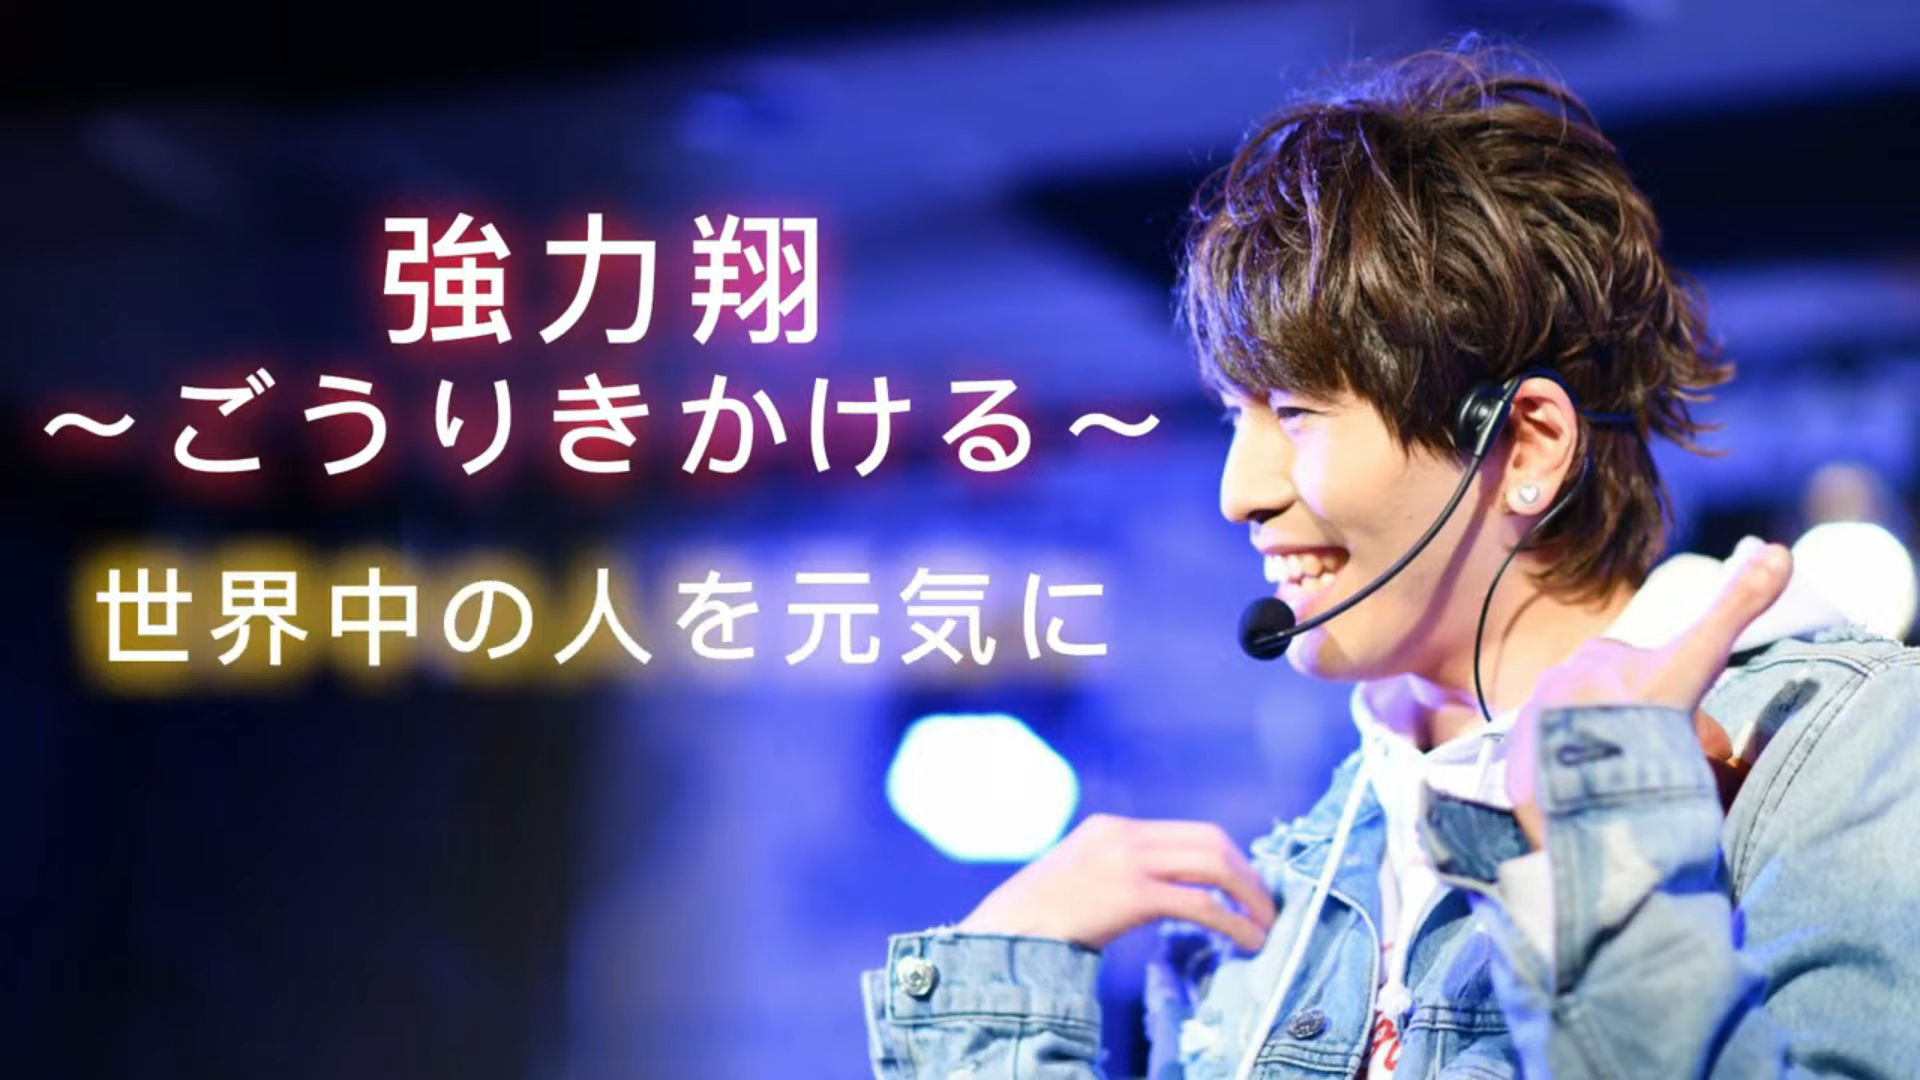 強力翔
～ごうりきかける～
世界中の人を元気に